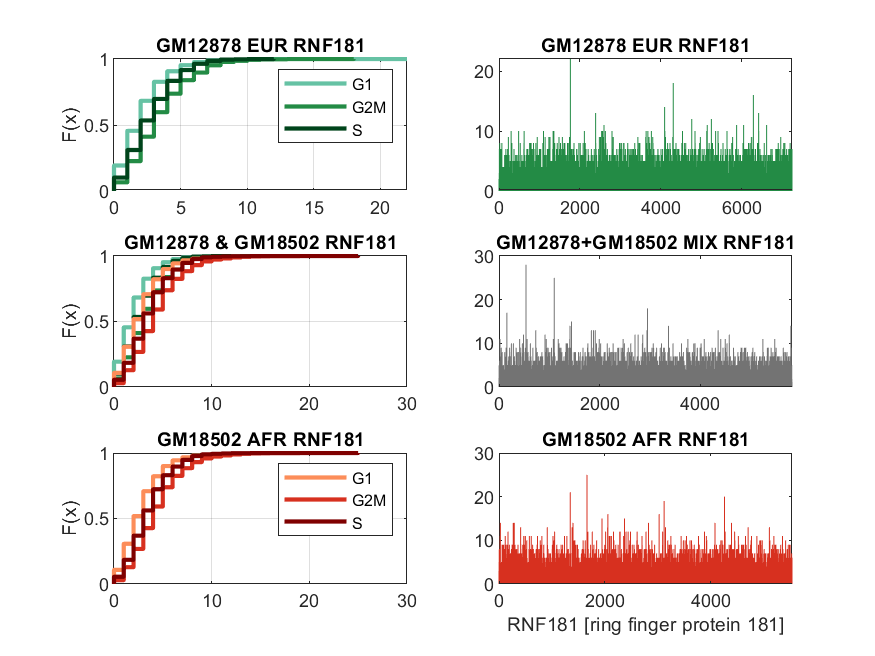 GM12878 EUR RNF181
1
0.5
0
F(x)
0 5 10 15 20
G1
G2M
S
GM12878 EUR RNF181
20
10
0
0 2000 4000 6000
GM12878 & GM18502 RNF181
1
0.5
0
F(x)
0 10 20 30
GM12878+GM18502 MIX RNF181
30
20
10
0
0 2000 4000
GM18502 AFR RNF181
1
0.5
0
F(x)
0 10 20 30
G1
G2M
S
GM18502 AFR RNF181
30
20
10
0
0 2000 4000
RNF181 [ring finger protein 181]